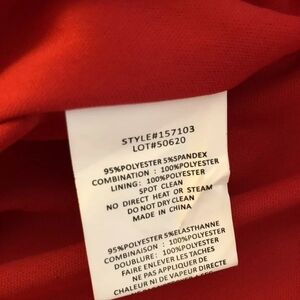 STYLE#157103
LOT#50620
95%POLYESTER 5%SPANDEX
COMBINATION : 100%POLYESTER
LINING: 100%POLYESTER
SPOT CLEAN
NO DIRECT HEAT OR STEAM
DO NOT DRY CLEAN
MADE IN CHINA
95%POLYESTER 5%ELASTHANNE
COMBINAISON : 100%POLYESTER
DOUBLURE: 100%POLYESTER
FAIRE ENLEVER LES TACHES
NE PAS APPLIQUER DE
CHALEUR NI DE VAPEUR DIRECTE